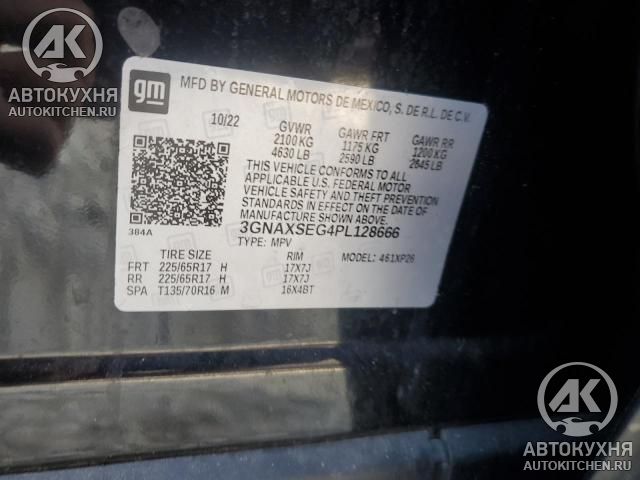 АК
АВТОКУХНЯ
AUTOKITCHEN.RU
gm
MFD BY GENERAL MOTORS DE MEXICO, S. DE R.L. DE C.V.
10/22 GVWR GAWR FRT GAWR RR
2100 KG 1175 KG 1200 KG
4630 LB 2590 LB 2645 LB
THIS VEHICLE CONFORMS TO ALL
APPLICABLE U.S. FEDERAL MOTOR
VEHICLE SAFETY AND THEFT PREVENTION
STANDARDS IN EFFECT ON THE DATE OF
MANUFACTURE SHOWN ABOVE.
3GNAXSEG4PL128666
384A
TYPE: MPV MODEL: 461XP26
TIRE SIZE RIM
FRT 225/65R17 H 17X7J
RR 225/65R17 H 17X7J
SPA T135/70R16 M 16X4BT
АК
АВТОКУХНЯ
AUTOKITCHEN.RU